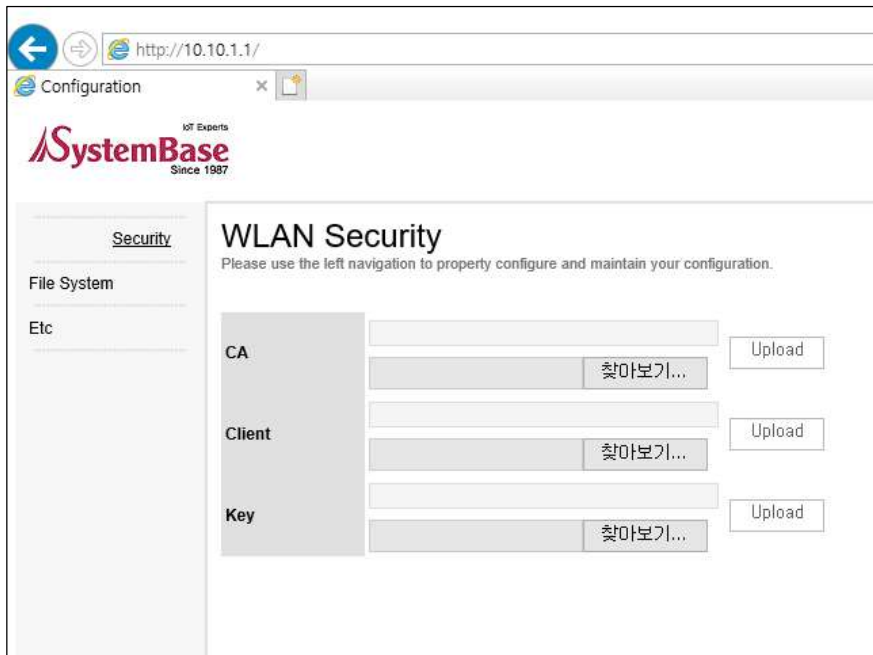 http://10.10.1.1/
Configuration
IoT Experts
SystemBase
Since 1987
Security
File System
Etc
WLAN Security
Please use the left navigation to property configure and maintain your configuration.
CA
찾아보기...
Upload
Client
찾아보기...
Upload
Key
찾아보기...
Upload